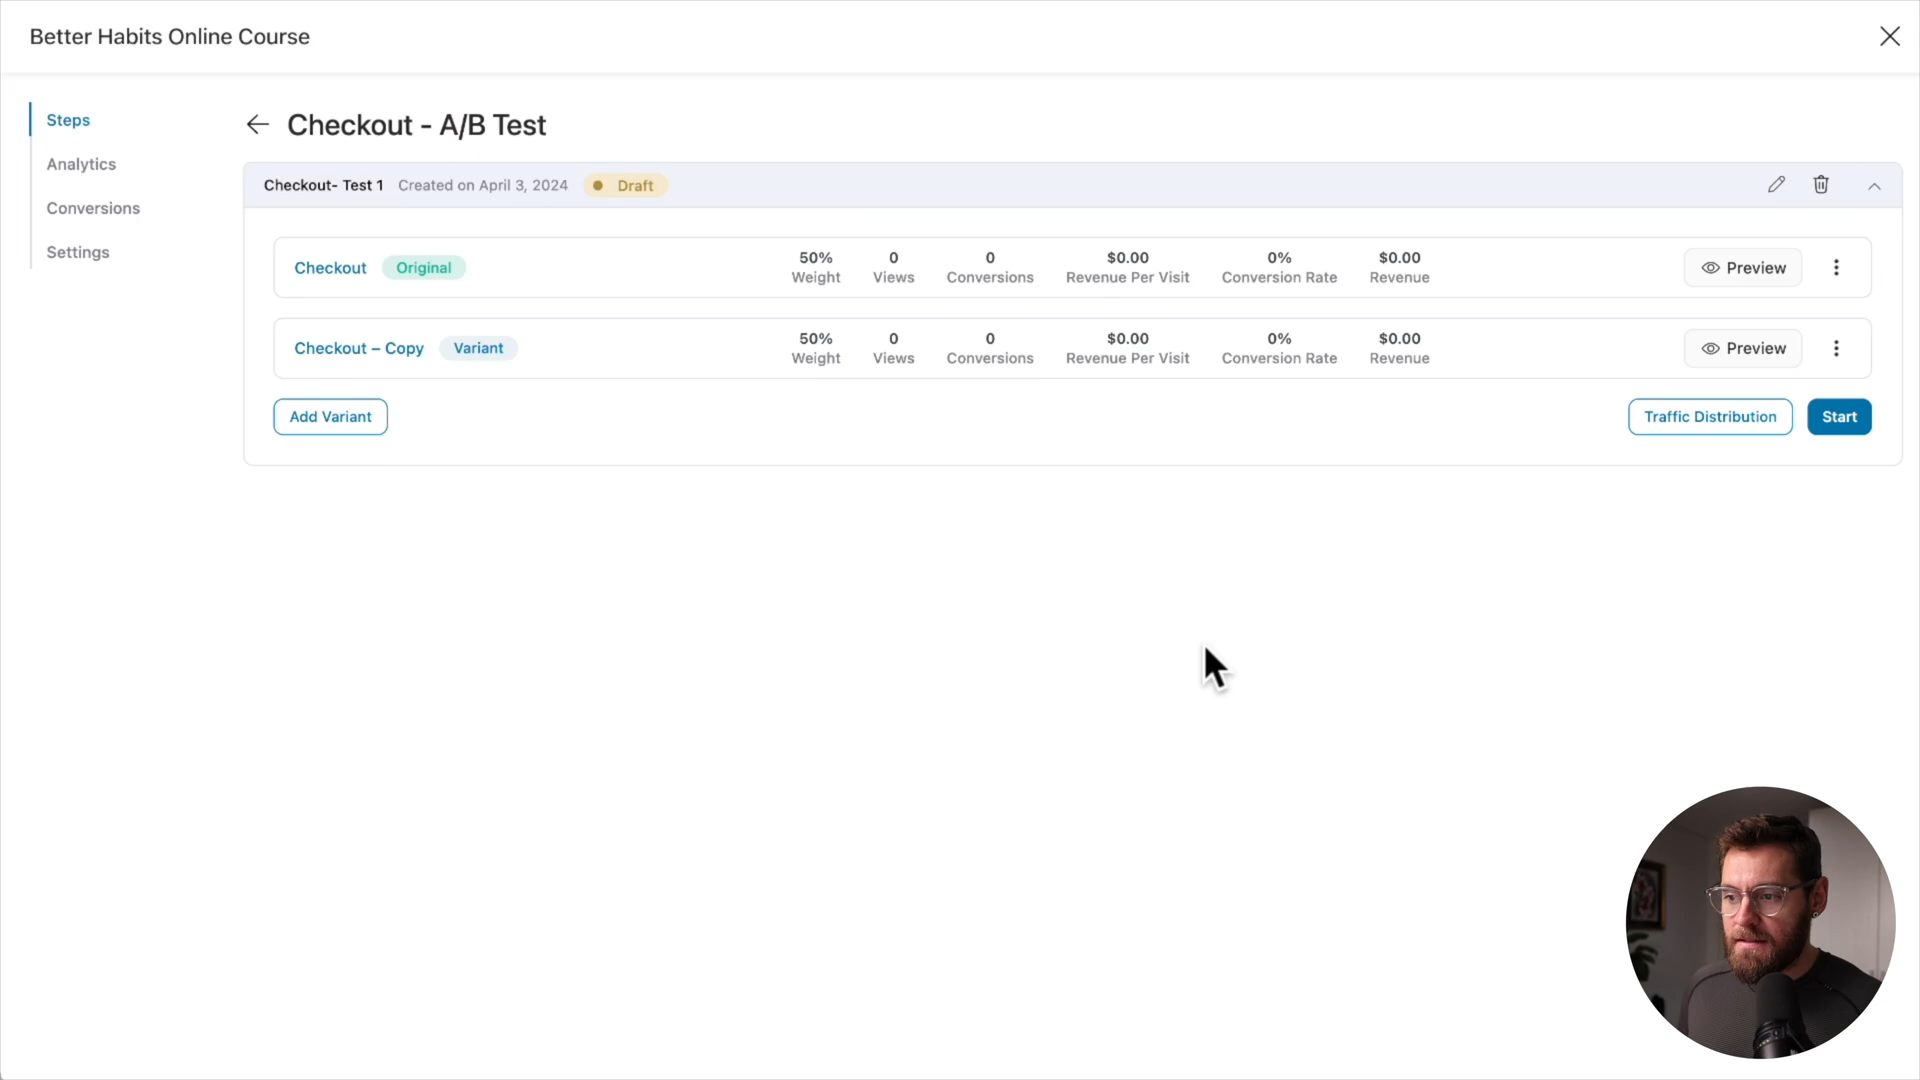 Better Habits Online Course
Steps
Analytics
Conversions
Settings
Checkout - A/B Test
Checkout- Test 1 Created on April 3, 2024 Draft
Checkout Original
50% 0 0 $0.00 0% $0.00
Weight Views Conversions Revenue Per Visit Conversion Rate Revenue
Preview
Checkout – Copy Variant
50% 0 0 $0.00 0% $0.00
Weight Views Conversions Revenue Per Visit Conversion Rate Revenue
Preview
Add Variant
Traffic Distribution
Start